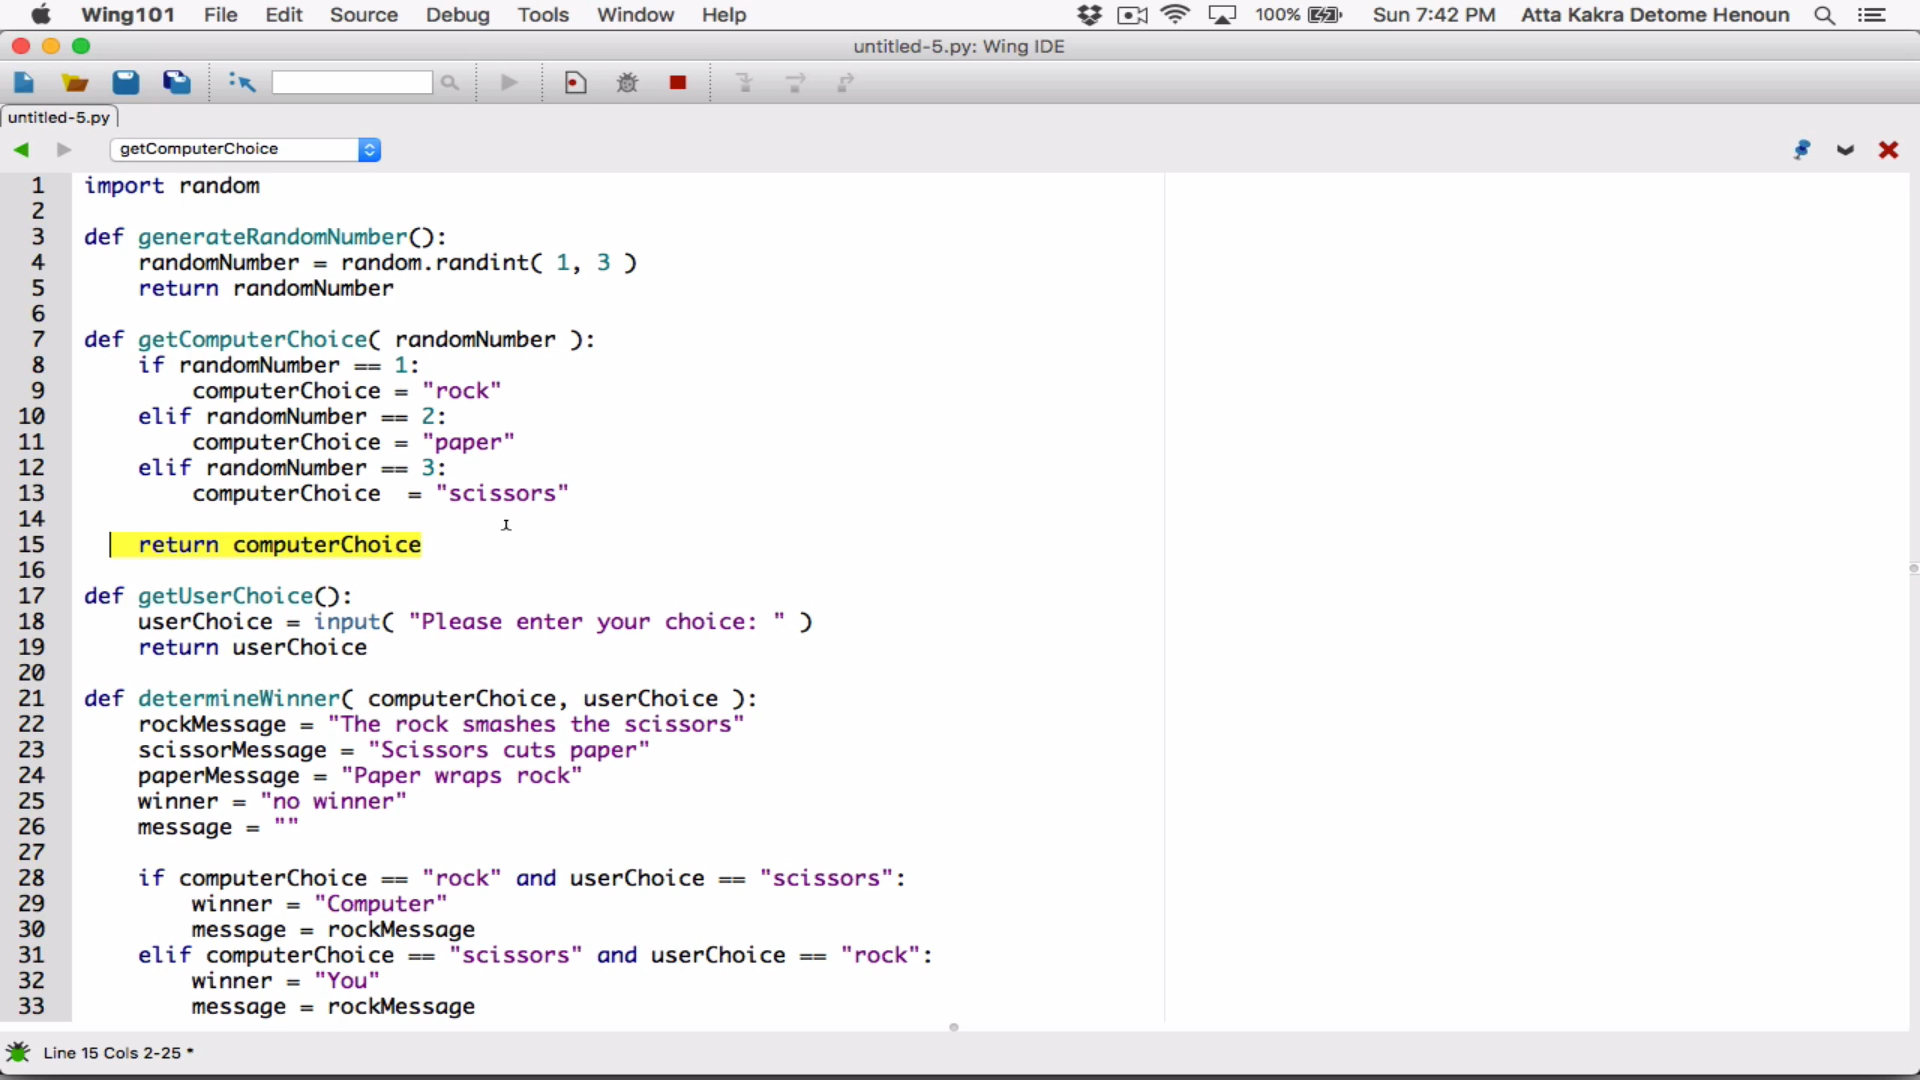 Wing101 File Edit Source Debug Tools Window Help 100% Sun 7:42 PM Atta Kakra Detome Henoun
untitled-5.py: Wing IDE
untitled-5.py
getComputerChoice
1 import random
2
3 def generateRandomNumber():
4     randomNumber = random.randint( 1, 3 )
5     return randomNumber
6
7 def getComputerChoice( randomNumber ):
8     if randomNumber == 1:
9         computerChoice = "rock"
10     elif randomNumber == 2:
11         computerChoice = "paper"
12     elif randomNumber == 3:
13         computerChoice  = "scissors"
14
15     return computerChoice
16
17 def getUserChoice():
18     userChoice = input( "Please enter your choice: " )
19     return userChoice
20
21 def determineWinner( computerChoice, userChoice ):
22     rockMessage = "The rock smashes the scissors"
23     scissorMessage = "Scissors cuts paper"
24     paperMessage = "Paper wraps rock"
25     winner = "no winner"
26     message = ""
27
28     if computerChoice == "rock" and userChoice == "scissors":
29         winner = "Computer"
30         message = rockMessage
31     elif computerChoice == "scissors" and userChoice == "rock":
32         winner = "You"
33         message = rockMessage
Line 15 Cols 2-25 *